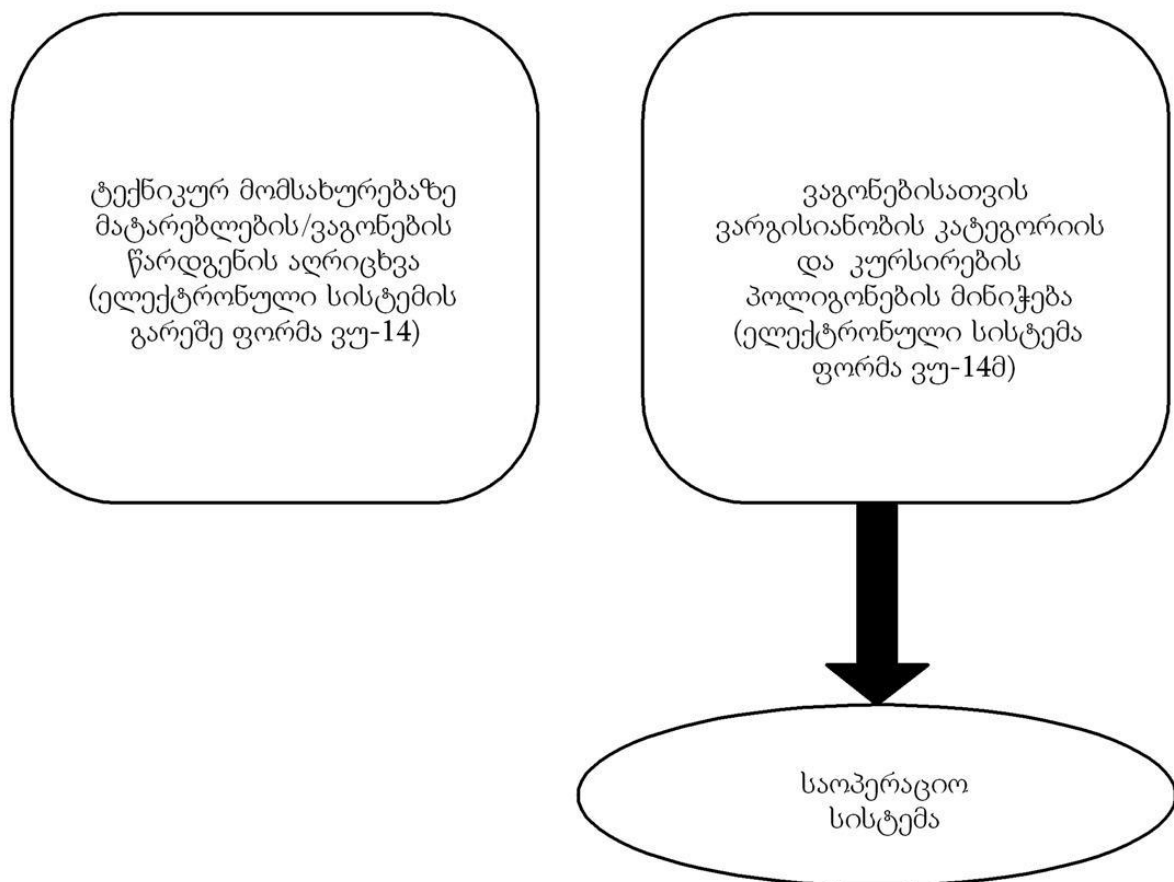 ტექნიკურ მომსახურებაზე
მატარებლების/ვაგონების
წარდგენის აღრიცხვა
(ელექტრონული სისტემის
გარეშე ფორმა ვუ-14)
ვაგონებისათვის
ვარგისიანობის კატეგორიის
და კურსირების
პოლიგონების მინიჭება
(ელექტრონული სისტემა
ფორმა ვუ-14მ)
საოპერაციო
სისტემა